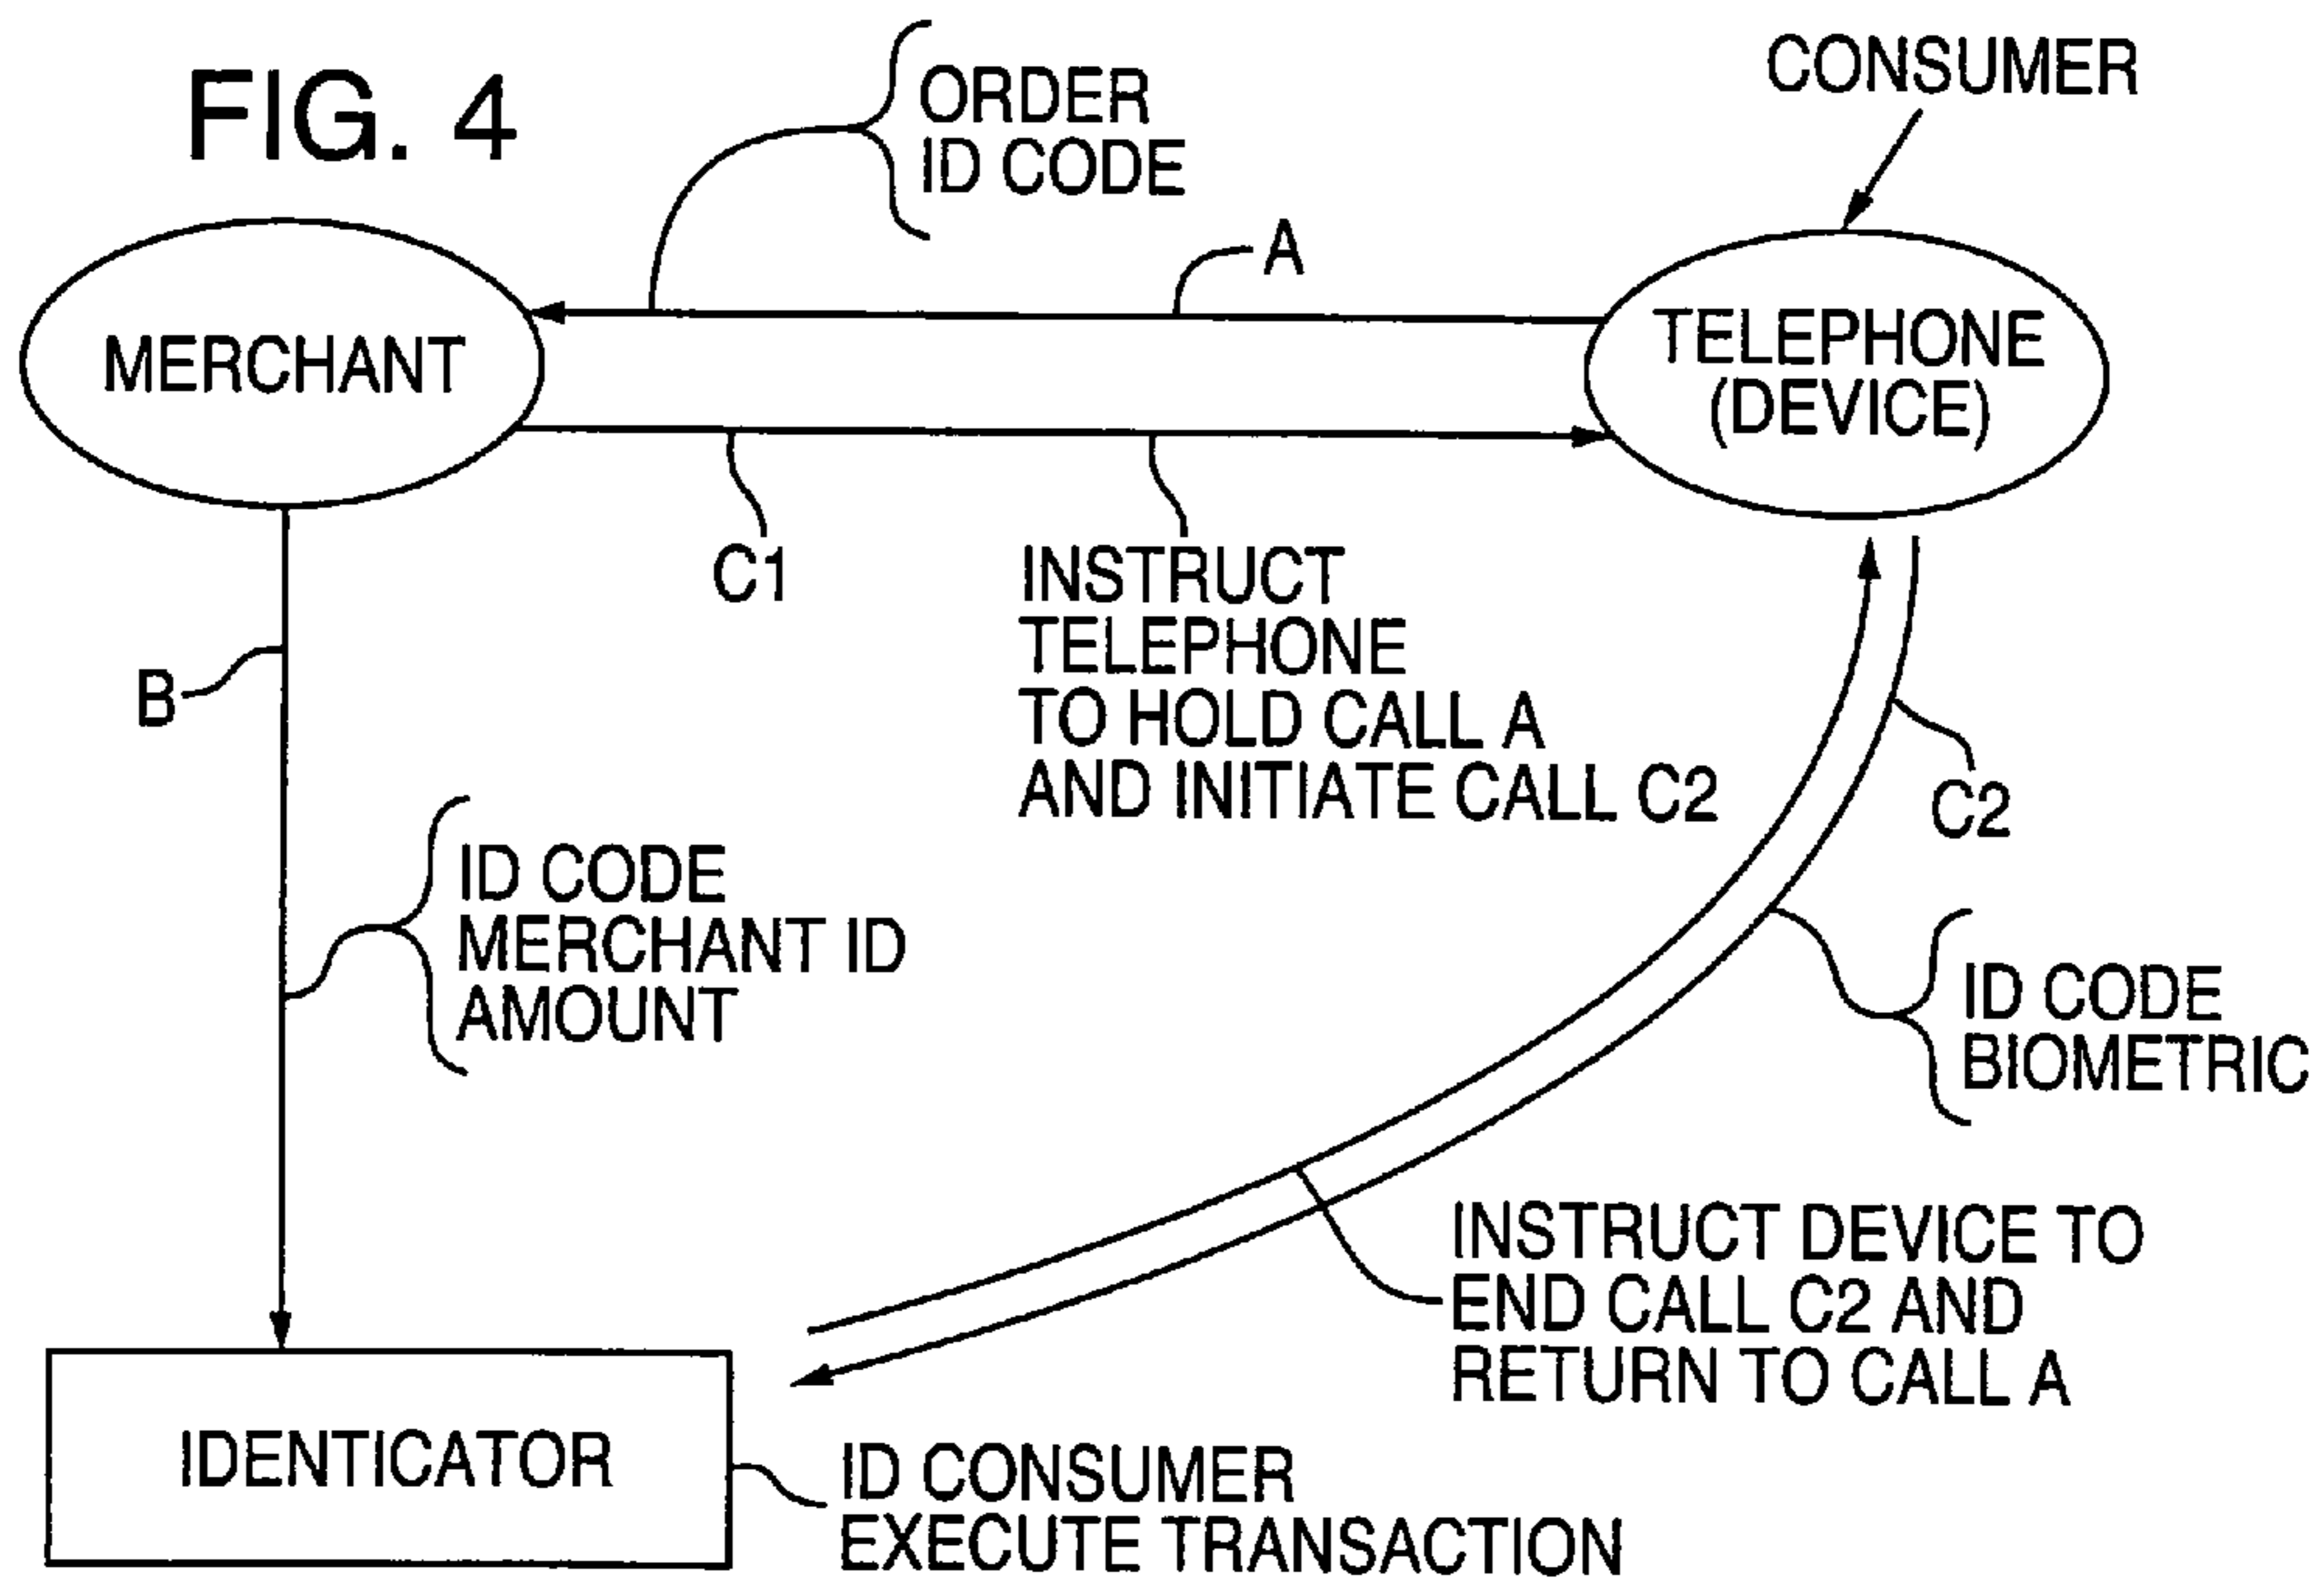 FIG. 4
ORDER
ID CODE
CONSUMER
A
MERCHANT
TELEPHONE
(DEVICE)
C1
INSTRUCT
TELEPHONE
TO HOLD CALL A
AND INITIATE CALL C2
B
C2
ID CODE
MERCHANT ID
AMOUNT
ID CODE
BIOMETRIC
INSTRUCT DEVICE TO
END CALL C2 AND
RETURN TO CALL A
IDENTICATOR
ID CONSUMER
EXECUTE TRANSACTION